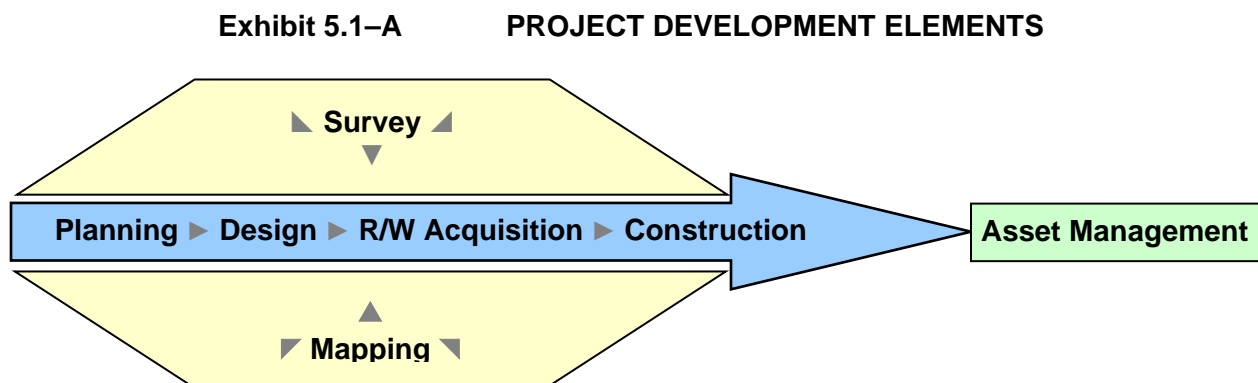 Exhibit 5.1–A PROJECT DEVELOPMENT ELEMENTS
Survey
Planning ► Design ► R/W Acquisition ► Construction
Asset Management
Mapping